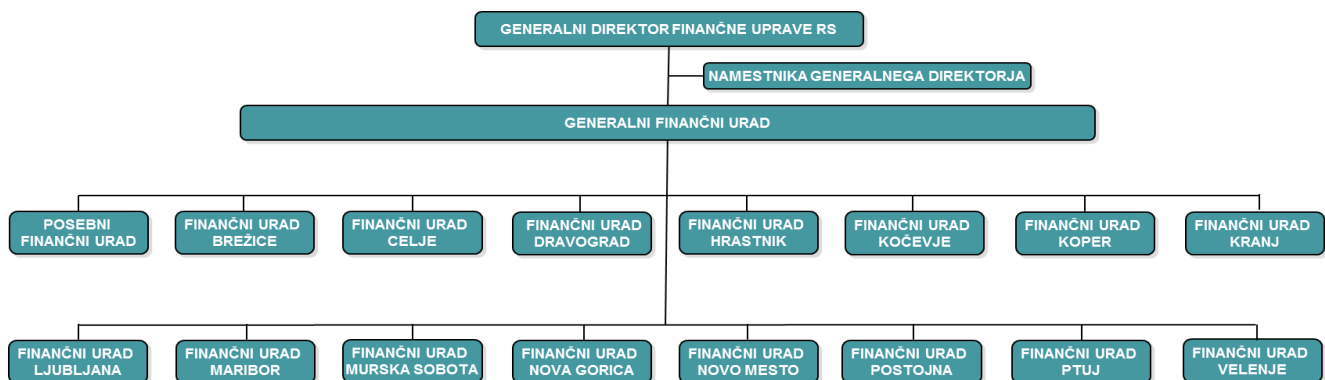 GENERALNI DIREKTOR FINANČNE UPRAVE RS
NAMESTNIKA GENERALNEGA DIREKTORJA
GENERALNI FINANČNI URAD
POSEBNI
FINANČNI URAD
FINANČNI URAD
BREŽICE
FINANČNI URAD
CELJE
FINANČNI URAD
DRAVOGRAD
FINANČNI URAD
HRASTNIK
FINANČNI URAD
KOČEVJE
FINANČNI URAD
KOPER
FINANČNI URAD
KRANJ
FINANČNI URAD
LJUBLJANA
FINANČNI URAD
MARIBOR
FINANČNI URAD
MURSKA SOBOTA
FINANČNI URAD
NOVA GORICA
FINANČNI URAD
NOVO MESTO
FINANČNI URAD
POSTOJNA
FINANČNI URAD
PTUJ
FINANČNI URAD
VELENJE